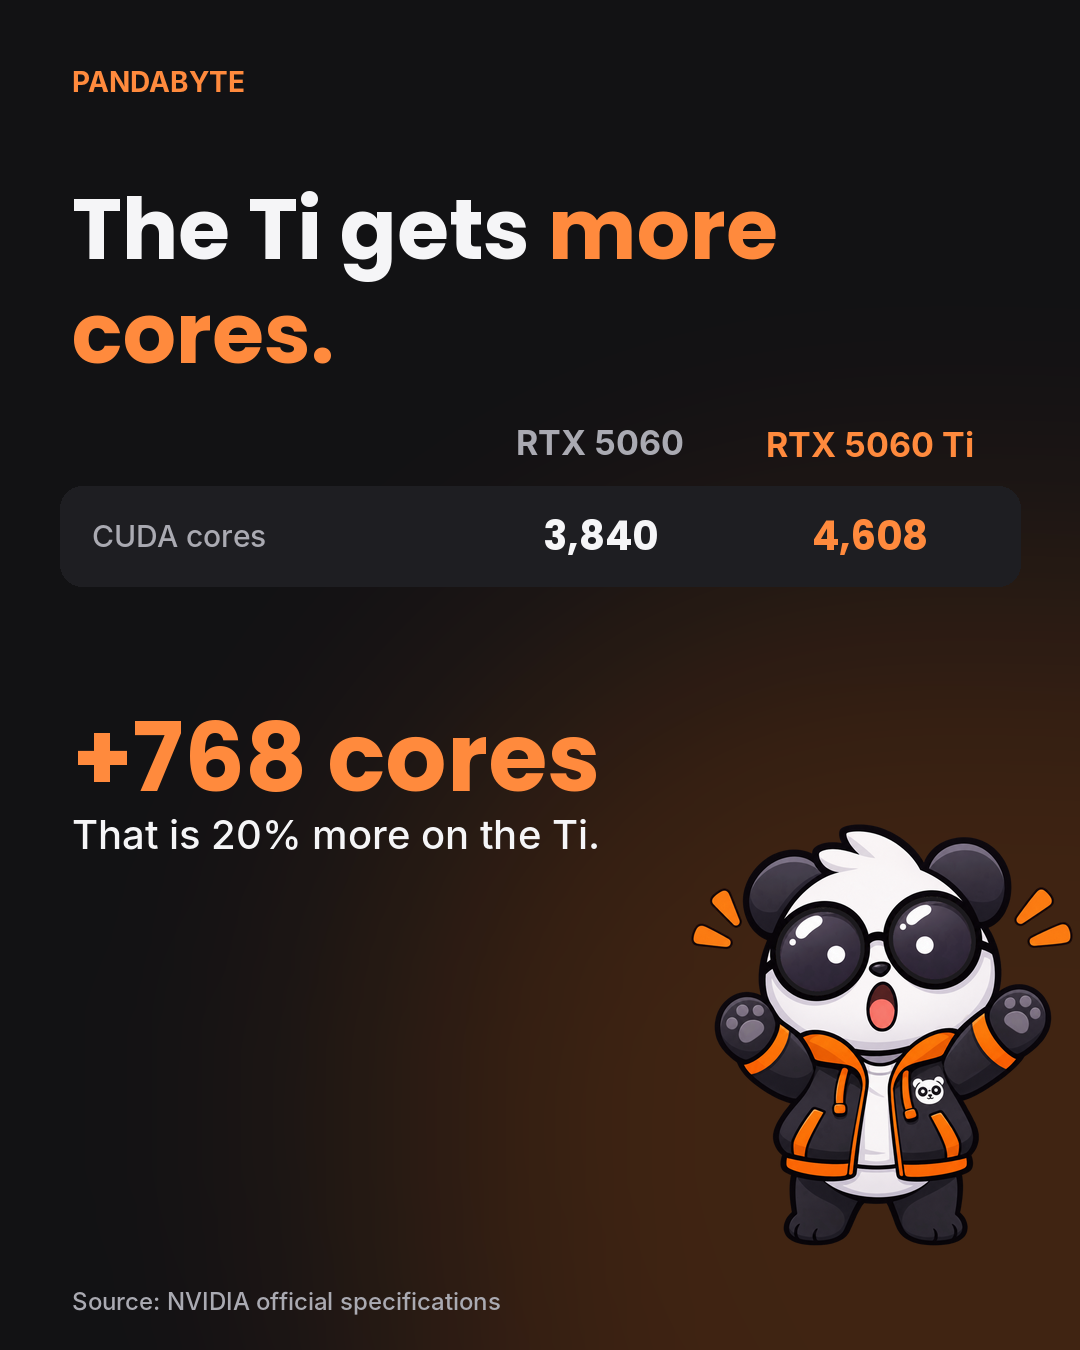 PANDABYTE
The Ti gets more
cores.
RTX 5060 RTX 5060 Ti
CUDA cores 3,840 4,608
+768 cores
That is 20% more on the Ti.
Source: NVIDIA official specifications